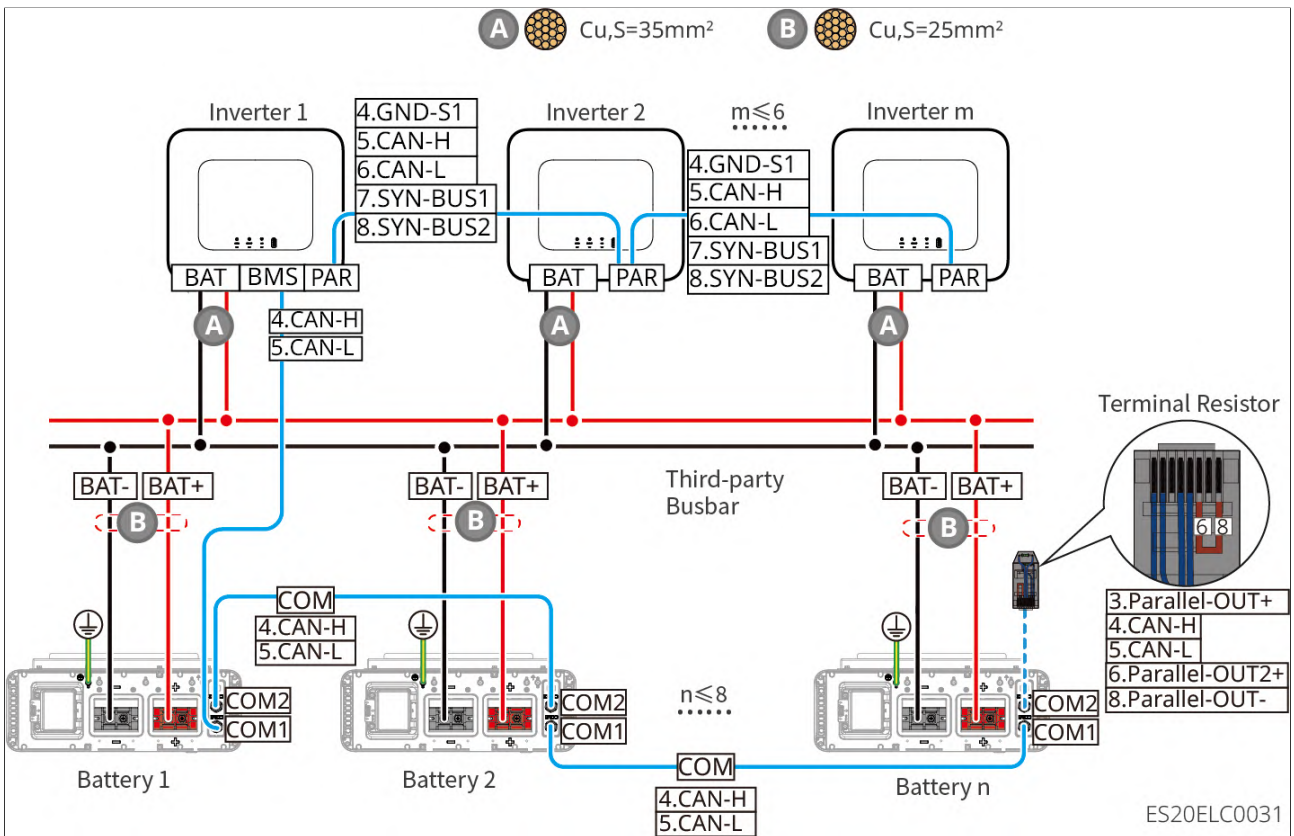 A Cu,S=35mm²
B Cu,S=25mm²
Inverter 1
4.GND-S1
5.CAN-H
6.CAN-L
7.SYN-BUS1
8.SYN-BUS2
Inverter 2
m≤6
4.GND-S1
5.CAN-H
6.CAN-L
7.SYN-BUS1
8.SYN-BUS2
Inverter m
BAT BMS PAR
BAT PAR
BAT PAR
A
4.CAN-H
5.CAN-L
A
A
Terminal Resistor
6 8
3.Parallel-OUT+
4.CAN-H
5.CAN-L
6.Parallel-OUT2+
8.Parallel-OUT-
Third-party
Busbar
BAT- BAT+
B
BAT- BAT+
B
BAT- BAT+
B
COM
4.CAN-H
5.CAN-L
- +
- +
COM2
COM1
Battery 1
- +
- +
COM2
COM1
Battery 2
n≤8
COM
4.CAN-H
5.CAN-L
- +
- +
COM2
COM1
Battery n
ES20ELC0031